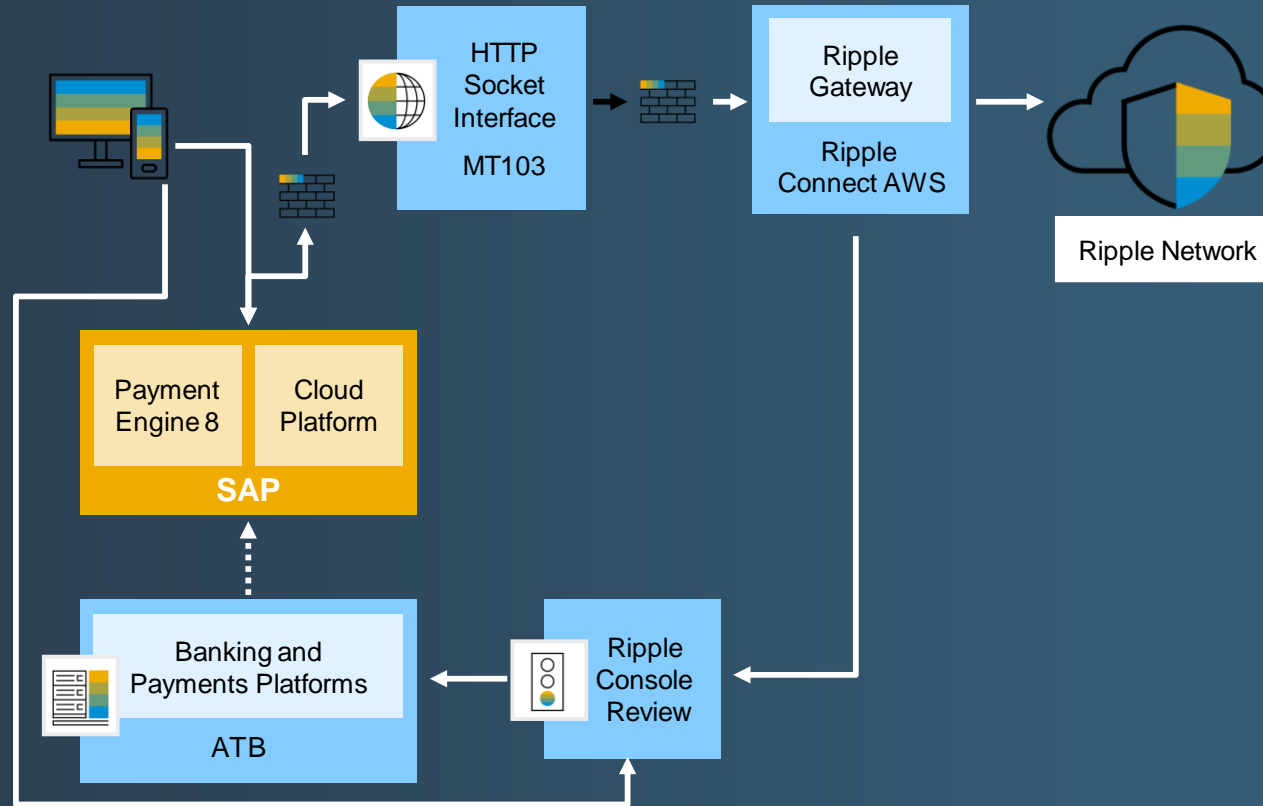 HTTP
Socket
Interface
MT103
Ripple
Gateway
Ripple
Connect AWS
Ripple Network
Payment
Engine 8
Cloud
Platform
SAP
Banking and
Payments Platforms
ATB
Ripple
Console
Review